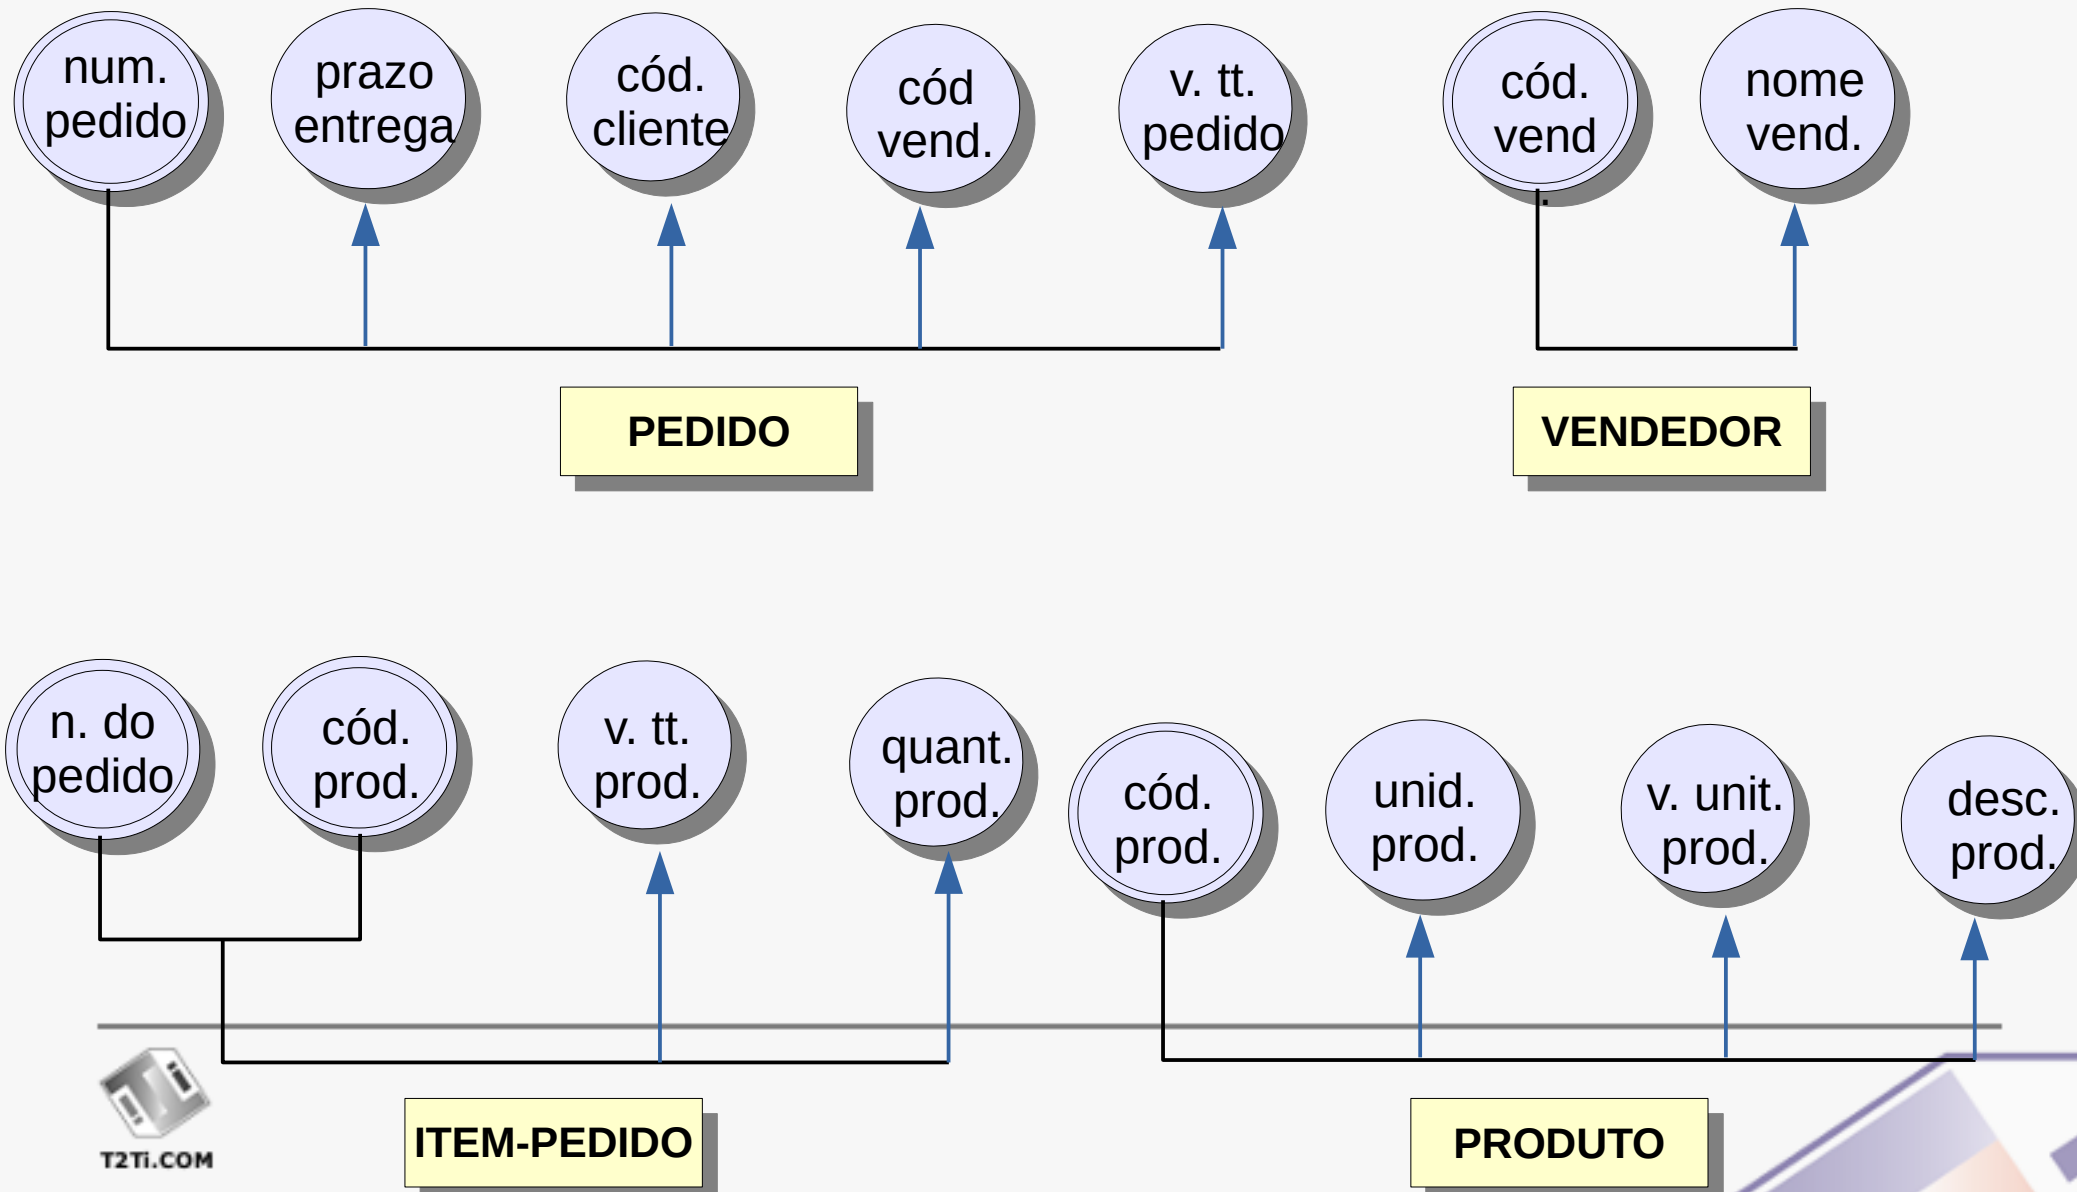 num.
pedido
prazo
entrega
cód.
cliente
cód
vend.
v. tt.
pedido
cód.
vend
.
nome
vend.
PEDIDO
VENDEDOR
n. do
pedido
cód.
prod.
v. tt.
prod.
quant.
prod.
cód.
prod.
unid.
prod.
v. unit.
prod.
desc.
prod.
T2Ti.COM
ITEM-PEDIDO
PRODUTO